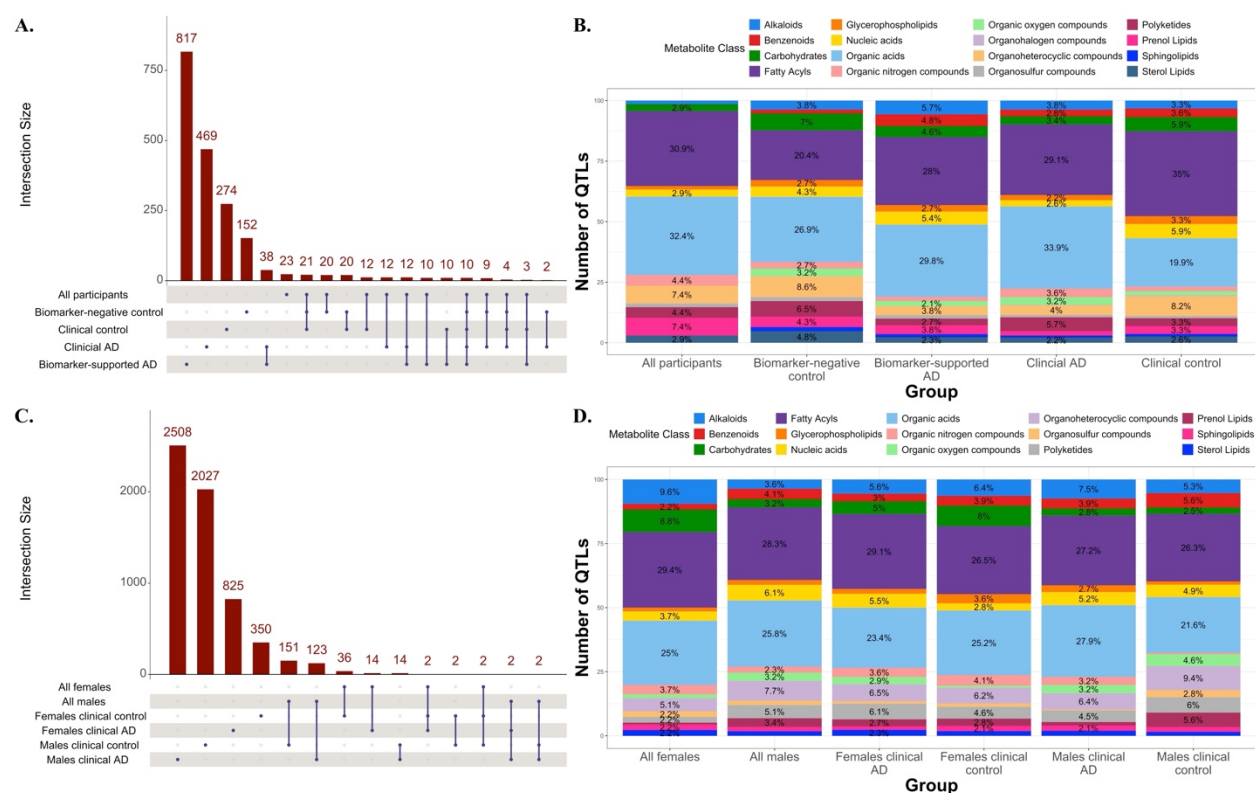 A.
817
469
274
152
38
23
21
20
20
12
12
12
10
10
10
9
4
3
2
Intersection Size
750
500
250
0
All participants
Biomarker-negative control
Clinical control
Clinicial AD
Biomarker-supported AD
B.
Metabolite Class
Alkaloids
Benzenoids
Carbohydrates
Fatty Acyls
Glycerophospholipids
Nucleic acids
Organic acids
Organic nitrogen compounds
Organic oxygen compounds
Organohalogen compounds
Organoheterocyclic compounds
Organosulfur compounds
Polyketides
Prenol Lipids
Sphingolipids
Sterol Lipids
Number of QTLs
100
75
50
25
0
2.9%
30.9%
2.9%
32.4%
4.4%
7.4%
4.4%
7.4%
2.9%
3.8%
7%
20.4%
2.7%
4.3%
26.9%
2.7%
3.2%
8.6%
6.5%
4.3%
4.8%
5.7%
4.8%
4.6%
28%
2.7%
5.4%
29.8%
2.1%
3.8%
2.7%
3.8%
2.3%
3.8%
2.8%
3.4%
29.1%
2.2%
2.6%
33.9%
3.6%
3.2%
4%
5.7%
2.2%
3.3%
3.6%
5.9%
35%
3.3%
5.9%
19.9%
8.2%
3.3%
3.3%
2.6%
All participants
Biomarker-negative
control
Biomarker-supported
AD
Clincial AD
Clinical control
Group
C.
2508
2027
825
350
151
123
36
14
14
2
2
2
2
2
Intersection Size
2000
1000
0
All females
All males
Females clinical control
Females clinical AD
Males clinical control
Males clinical AD
D.
Metabolite Class
Alkaloids
Benzenoids
Carbohydrates
Fatty Acyls
Glycerophospholipids
Nucleic acids
Organic acids
Organic nitrogen compounds
Organic oxygen compounds
Organoheterocyclic compounds
Organosulfur compounds
Polyketides
Prenol Lipids
Sphingolipids
Sterol Lipids
Number of QTLs
100
75
50
25
0
9.6%
2.2%
8.8%
29.4%
3.7%
25%
3.7%
5.1%
2.2%
2.2%
2.2%
2.2%
3.6%
4.1%
3.2%
28.3%
6.1%
25.8%
2.3%
3.2%
7.7%
5.1%
3.4%
5.6%
3%
5%
29.1%
5.5%
23.4%
3.6%
2.9%
6.5%
6.1%
2.7%
2.3%
6.4%
3.9%
8%
26.5%
3.6%
2.8%
25.2%
4.1%
6.2%
4.6%
2.8%
2.1%
7.5%
3.9%
2.8%
27.2%
2.7%
5.2%
27.9%
3.2%
3.2%
6.4%
4.5%
2.1%
5.3%
5.6%
2.5%
26.3%
4.9%
21.6%
4.6%
9.4%
2.8%
6%
5.6%
All females
All males
Females clinical
AD
Females clinical
control
Males clinical
AD
Males clinical
control
Group